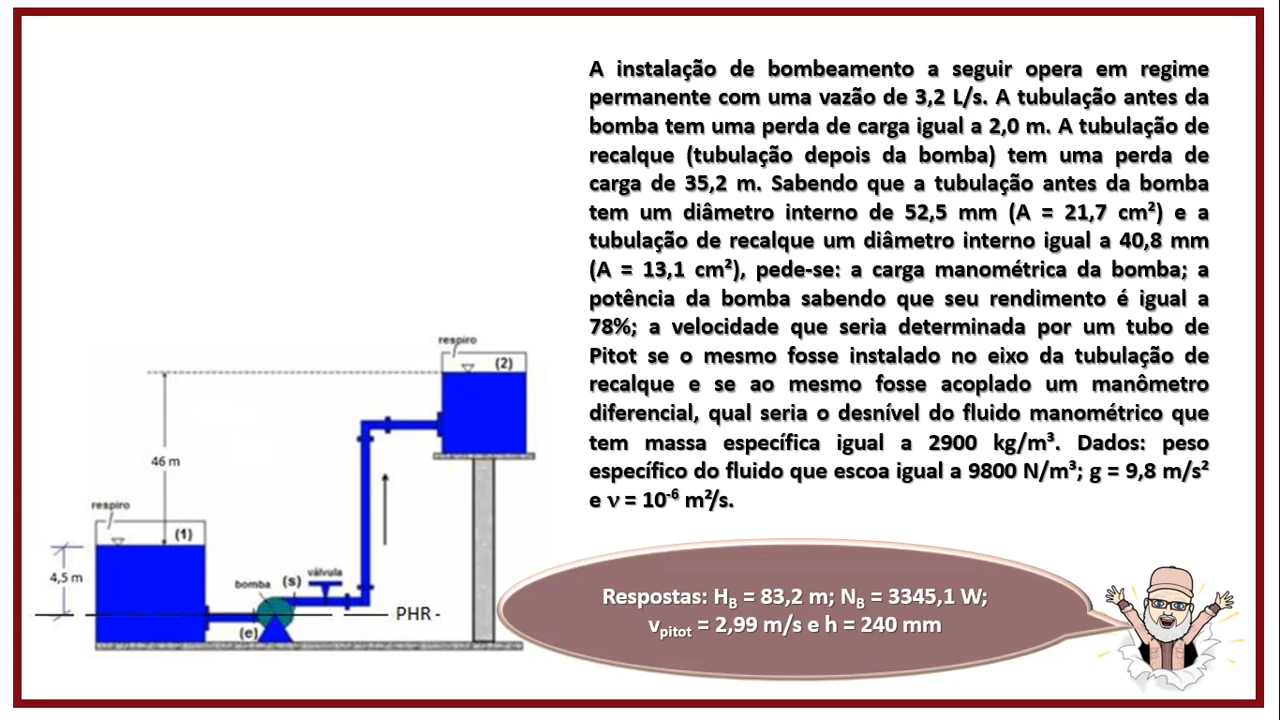 A instalação de bombeamento a seguir opera em regime
permanente com uma vazão de 3,2 L/s. A tubulação antes da
bomba tem uma perda de carga igual a 2,0 m. A tubulação de
recalque (tubulação depois da bomba) tem uma perda de
carga de 35,2 m. Sabendo que a tubulação antes da bomba
tem um diâmetro interno de 52,5 mm (A = 21,7 cm²) e a
tubulação de recalque um diâmetro interno igual a 40,8 mm
(A = 13,1 cm²), pede-se: a carga manométrica da bomba; a
potência da bomba sabendo que seu rendimento é igual a
78%; a velocidade que seria determinada por um tubo de
Pitot se o mesmo fosse instalado no eixo da tubulação de
recalque e se ao mesmo fosse acoplado um manômetro
diferencial, qual seria o desnível do fluido manométrico que
tem massa específica igual a 2900 kg/m³. Dados: peso
específico do fluido que escoa igual a 9800 N/m³; g = 9,8 m/s²
e ν = 10⁻⁶ m²/s.
respiro
(2)
46 m
respiro
(1)
4,5 m
bomba
(s)
válvula
PHR
(e)
Respostas: H_B = 83,2 m; N_B = 3345,1 W;
v_pitot = 2,99 m/s e h = 240 mm